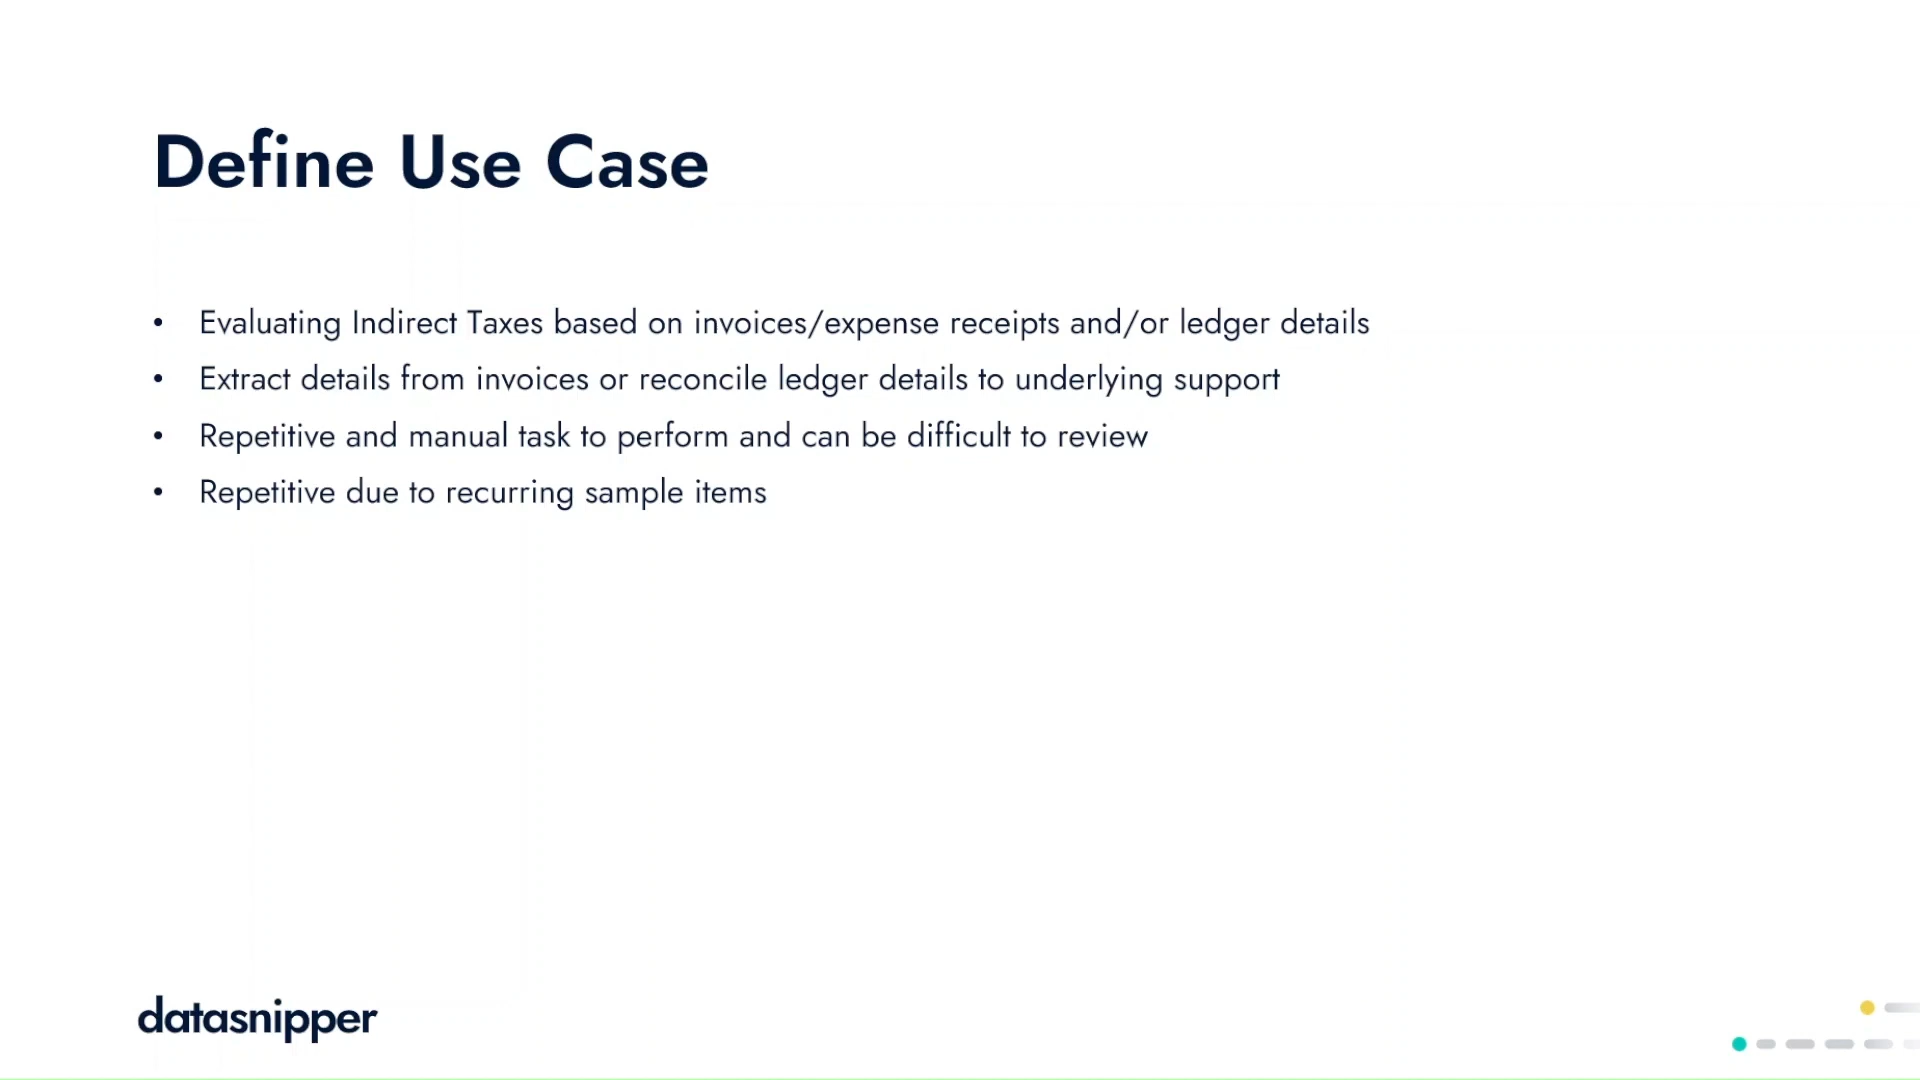 Define Use Case
• Evaluating Indirect Taxes based on invoices/expense receipts and/or ledger details
• Extract details from invoices or reconcile ledger details to underlying support
• Repetitive and manual task to perform and can be difficult to review
• Repetitive due to recurring sample items
datasnipper